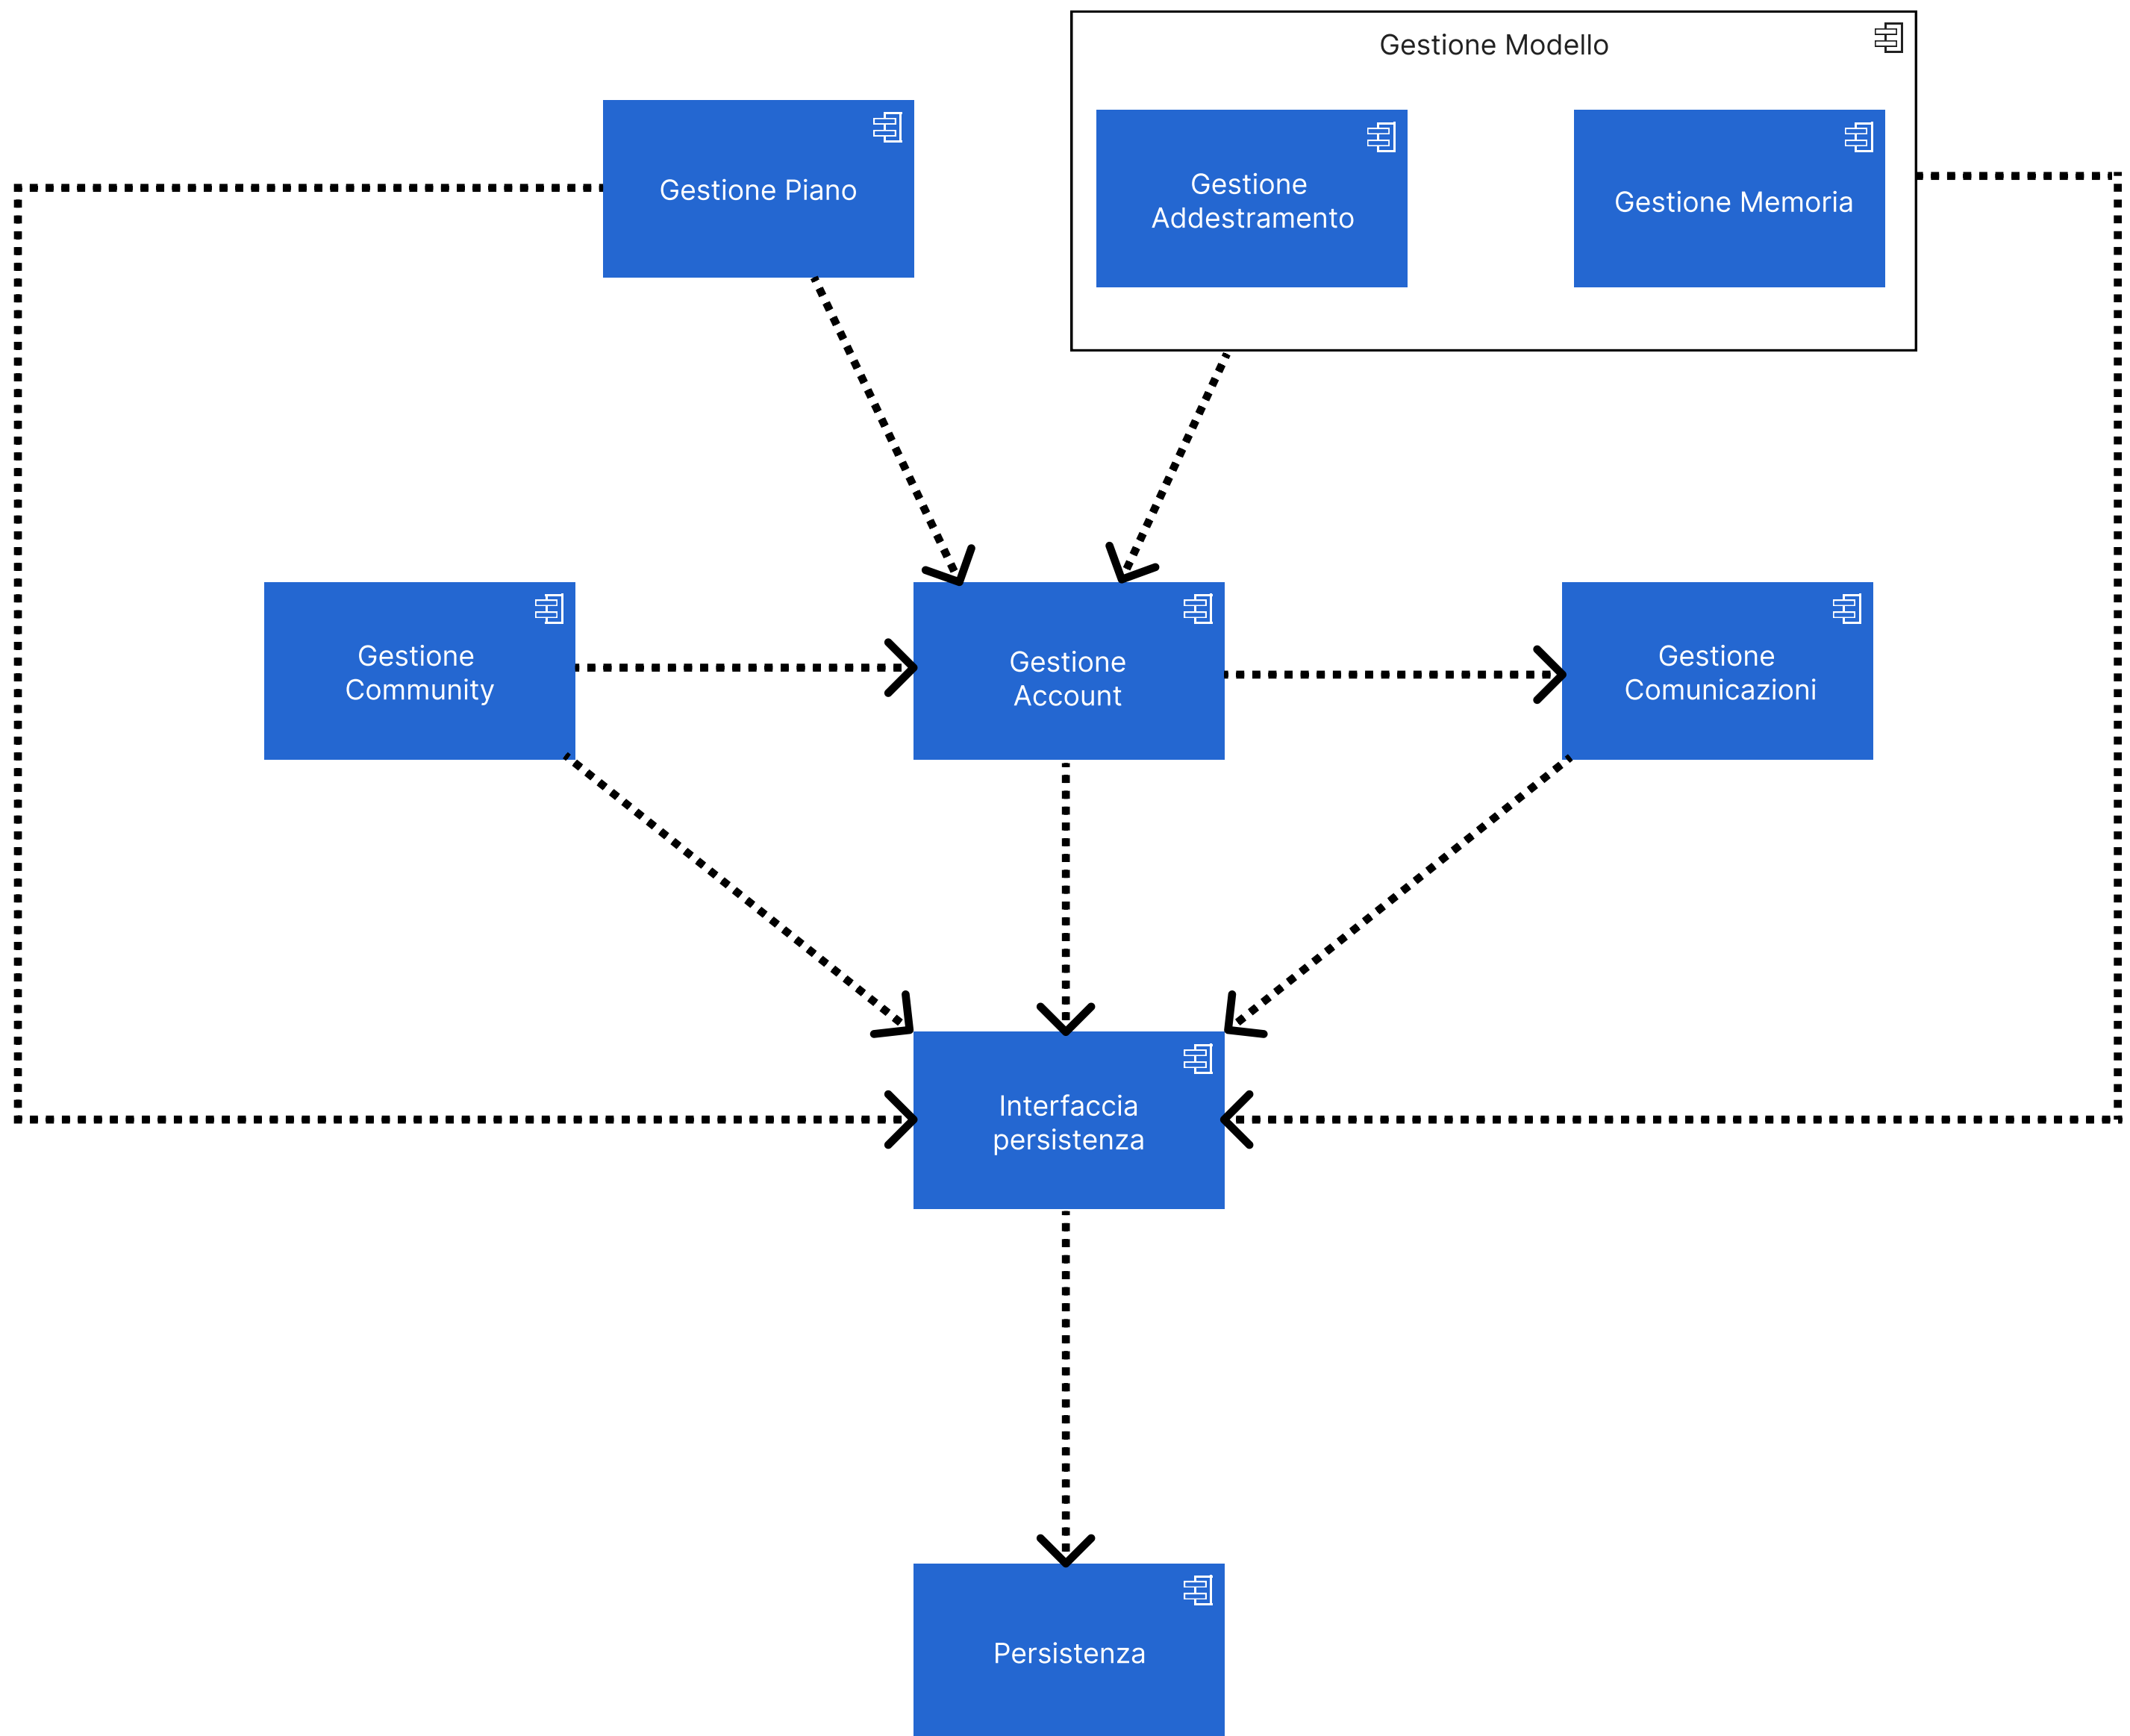 Gestione Modello
Gestione Piano
Gestione
Addestramento
Gestione Memoria
Gestione
Community
Gestione
Account
Gestione
Comunicazioni
Interfaccia
persistenza
Persistenza